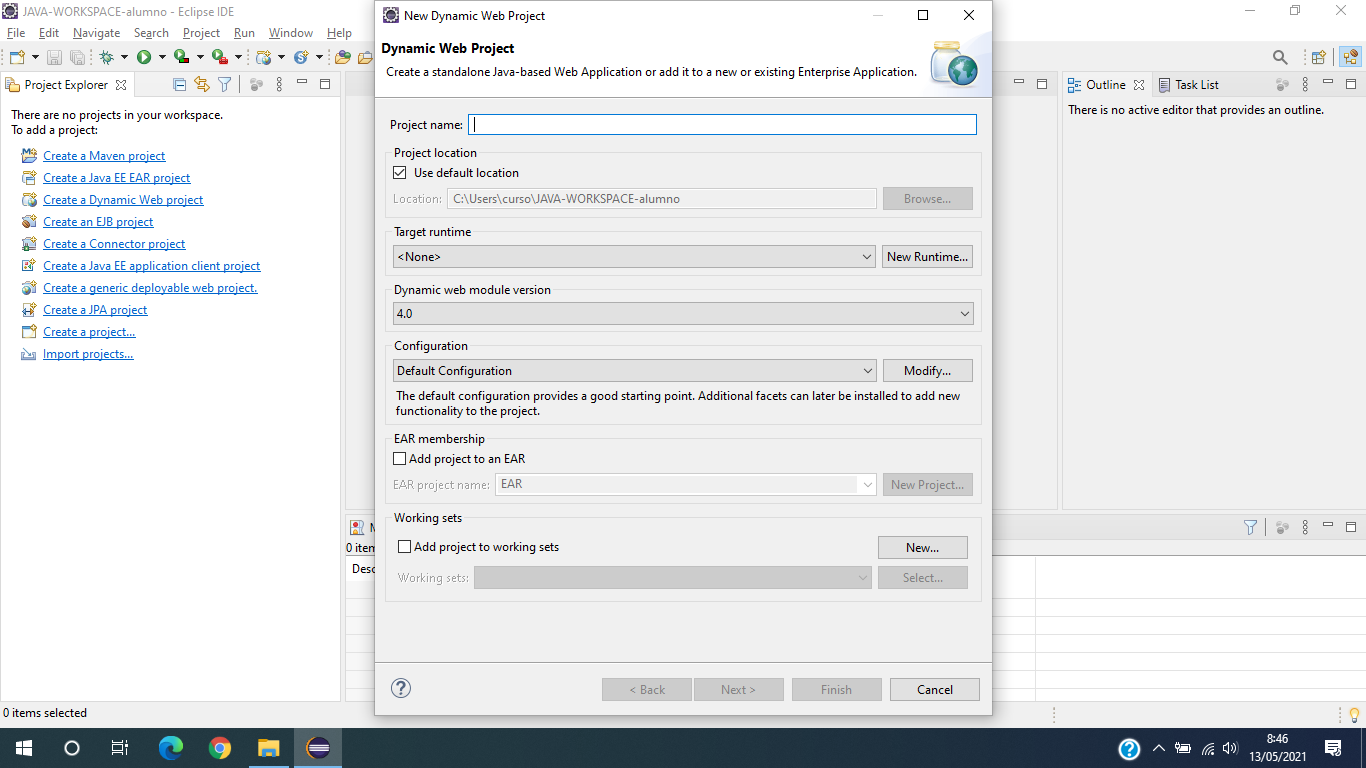 JAVA-WORKSPACE-alumno - Eclipse IDE
File Edit Navigate Search Project Run Window Help
Project Explorer
There are no projects in your workspace.
To add a project:
Create a Maven project
Create a Java EE EAR project
Create a Dynamic Web project
Create an EJB project
Create a Connector project
Create a Java EE application client project
Create a generic deployable web project.
Create a JPA project
Create a project...
Import projects...
New Dynamic Web Project
Dynamic Web Project
Create a standalone Java-based Web Application or add it to a new or existing Enterprise Application.
Project name:
Project location
Use default location
Location: C:\Users\curso\JAVA-WORKSPACE-alumno Browse...
Target runtime
<None> New Runtime...
Dynamic web module version
4.0
Configuration
Default Configuration Modify...
The default configuration provides a good starting point. Additional facets can later be installed to add new
functionality to the project.
EAR membership
Add project to an EAR
EAR project name: EAR New Project...
Working sets
Add project to working sets New...
Working sets: Select...
< Back Next > Finish Cancel
Outline Task List
There is no active editor that provides an outline.
0 items selected
8:46
13/05/2021